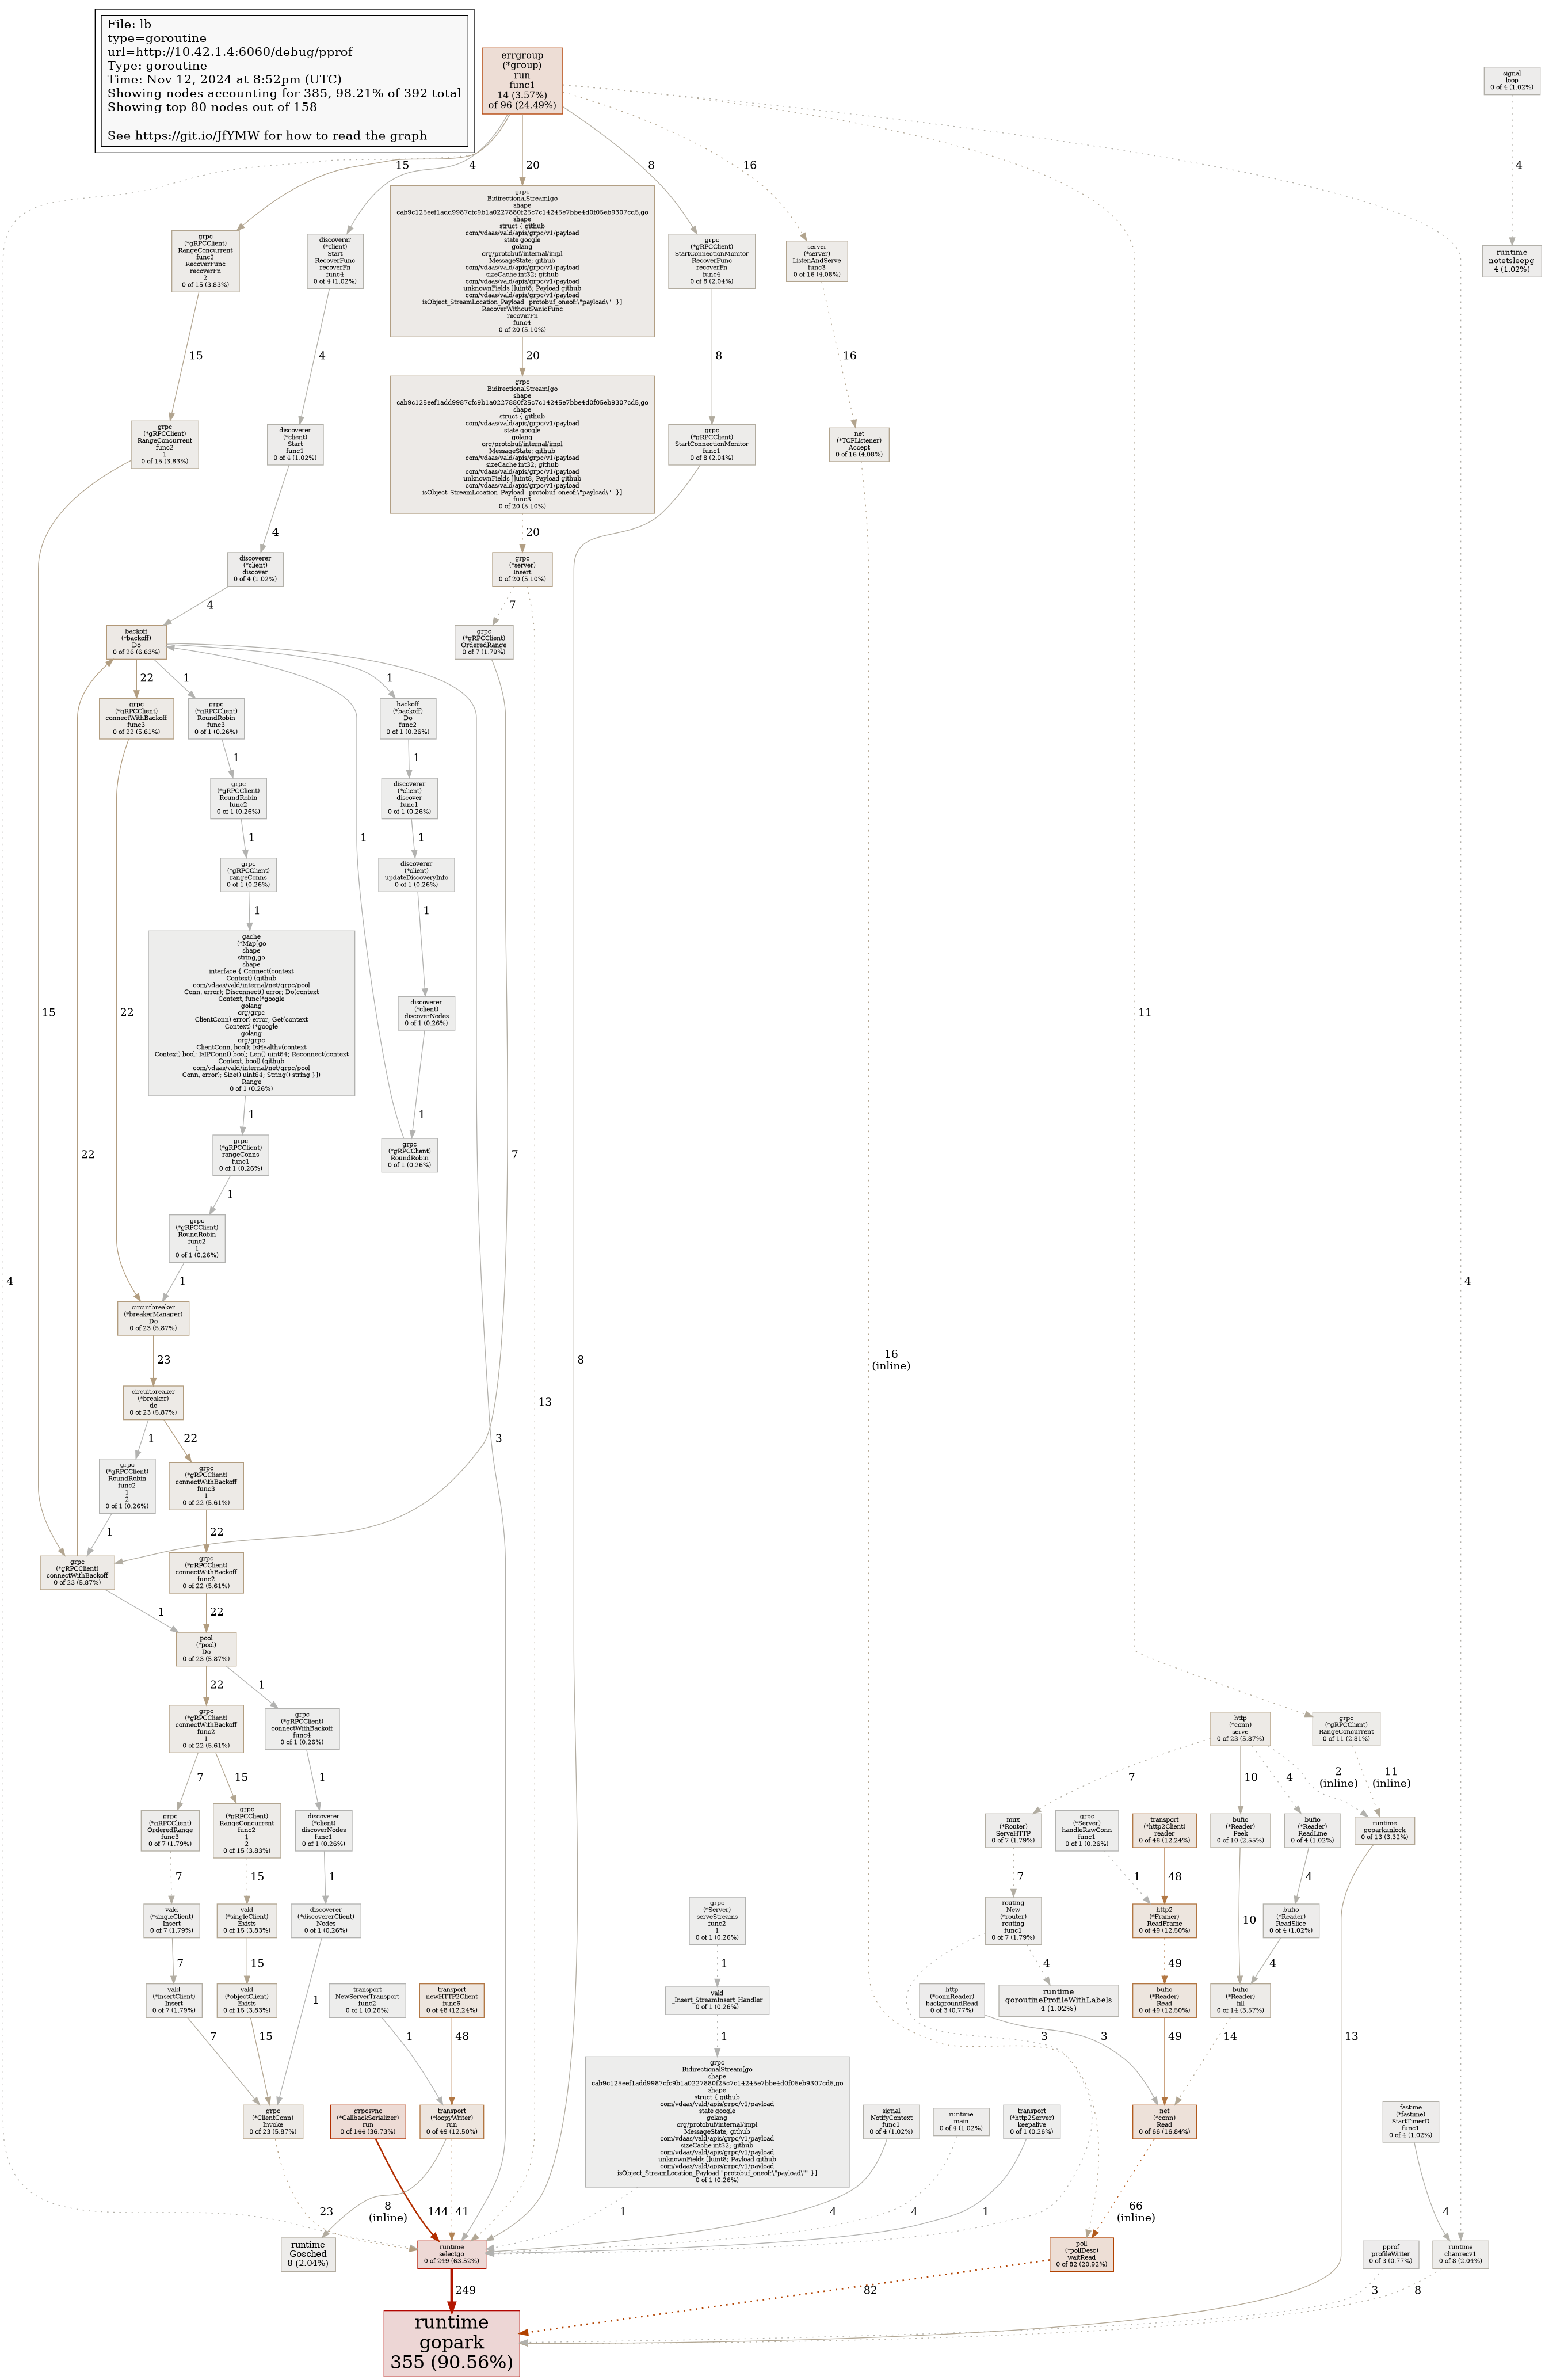 File: lb
type=goroutine
url=http://10.42.1.4:6060/debug/pprof
Type: goroutine
Time: Nov 12, 2024 at 8:52pm (UTC)
Showing nodes accounting for 385, 98.21% of 392 total
Showing top 80 nodes out of 158
See https://git.io/JfYMW for how to read the graph
errgroup
(*group)
run
func1
14 (3.57%)
of 96 (24.49%)
signal
loop
0 of 4 (1.02%)
15
4
20
8
16
4
grpc
(*gRPCClient)
RangeConcurrent
func2
RecoverFunc
recoverFn
2
0 of 15 (3.83%)
discoverer
(*client)
Start
RecoverFunc
recoverFn
func4
0 of 4 (1.02%)
grpc
BidirectionalStream[go
shape
cab9c125eef1add9987cfc9b1a0227880f25c7c14245e7bbe4d0f05eb9307cd5,go
shape
struct { github
com/vdaas/vald/apis/grpc/v1/payload
state google
golang
org/protobuf/internal/impl
MessageState; github
com/vdaas/vald/apis/grpc/v1/payload
sizeCache int32; github
com/vdaas/vald/apis/grpc/v1/payload
unknownFields []uint8; Payload github
com/vdaas/vald/apis/grpc/v1/payload
isObject_StreamLocation_Payload "protobuf_oneof:\"payload\"" }]
RecoverWithoutPanicFunc
recoverFn
func4
0 of 20 (5.10%)
grpc
(*gRPCClient)
StartConnectionMonitor
RecoverFunc
recoverFn
func4
0 of 8 (2.04%)
server
(*server)
ListenAndServe
func3
0 of 16 (4.08%)
runtime
notetsleepg
4 (1.02%)
15
4
20
8
16
grpc
(*gRPCClient)
RangeConcurrent
func2
1
0 of 15 (3.83%)
discoverer
(*client)
Start
func1
0 of 4 (1.02%)
grpc
BidirectionalStream[go
shape
cab9c125eef1add9987cfc9b1a0227880f25c7c14245e7bbe4d0f05eb9307cd5,go
shape
struct { github
com/vdaas/vald/apis/grpc/v1/payload
state google
golang
org/protobuf/internal/impl
MessageState; github
com/vdaas/vald/apis/grpc/v1/payload
sizeCache int32; github
com/vdaas/vald/apis/grpc/v1/payload
unknownFields []uint8; Payload github
com/vdaas/vald/apis/grpc/v1/payload
isObject_StreamLocation_Payload "protobuf_oneof:\"payload\"" }]
func3
0 of 20 (5.10%)
grpc
(*gRPCClient)
StartConnectionMonitor
func1
0 of 8 (2.04%)
net
(*TCPListener)
Accept
0 of 16 (4.08%)
4
20
discoverer
(*client)
discover
0 of 4 (1.02%)
grpc
(*server)
Insert
0 of 20 (5.10%)
4
7
backoff
(*backoff)
Do
0 of 26 (6.63%)
grpc
(*gRPCClient)
OrderedRange
0 of 7 (1.79%)
22
1
1
grpc
(*gRPCClient)
connectWithBackoff
func3
0 of 22 (5.61%)
grpc
(*gRPCClient)
RoundRobin
func3
0 of 1 (0.26%)
backoff
(*backoff)
Do
func2
0 of 1 (0.26%)
1
1
grpc
(*gRPCClient)
RoundRobin
func2
0 of 1 (0.26%)
discoverer
(*client)
discover
func1
0 of 1 (0.26%)
1
1
1
grpc
(*gRPCClient)
rangeConns
0 of 1 (0.26%)
discoverer
(*client)
updateDiscoveryInfo
0 of 1 (0.26%)
1
1
gache
(*Map[go
shape
string,go
shape
interface { Connect(context
Context) (github
com/vdaas/vald/internal/net/grpc/pool
Conn, error); Disconnect() error; Do(context
Context, func(*google
golang
org/grpc
ClientConn) error) error; Get(context
Context) (*google
golang
org/grpc
ClientConn, bool); IsHealthy(context
Context) bool; IsIPConn() bool; Len() uint64; Reconnect(context
Context, bool) (github
com/vdaas/vald/internal/net/grpc/pool
Conn, error); Size() uint64; String() string }])
Range
0 of 1 (0.26%)
discoverer
(*client)
discoverNodes
0 of 1 (0.26%)
15
22
11
1
1
grpc
(*gRPCClient)
rangeConns
func1
0 of 1 (0.26%)
grpc
(*gRPCClient)
RoundRobin
0 of 1 (0.26%)
22
7
1
grpc
(*gRPCClient)
RoundRobin
func2
1
0 of 1 (0.26%)
4
1
4
circuitbreaker
(*breakerManager)
Do
0 of 23 (5.87%)
23
8
16
(inline)
circuitbreaker
(*breaker)
do
0 of 23 (5.87%)
13
1
22
3
grpc
(*gRPCClient)
RoundRobin
func2
1
2
0 of 1 (0.26%)
grpc
(*gRPCClient)
connectWithBackoff
func3
1
0 of 22 (5.61%)
1
22
grpc
(*gRPCClient)
connectWithBackoff
0 of 23 (5.87%)
grpc
(*gRPCClient)
connectWithBackoff
func2
0 of 22 (5.61%)
1
22
pool
(*pool)
Do
0 of 23 (5.87%)
22
1
grpc
(*gRPCClient)
connectWithBackoff
func2
1
0 of 22 (5.61%)
grpc
(*gRPCClient)
connectWithBackoff
func4
0 of 1 (0.26%)
http
(*conn)
serve
0 of 23 (5.87%)
grpc
(*gRPCClient)
RangeConcurrent
0 of 11 (2.81%)
7
15
1
7
10
4
2
(inline)
11
(inline)
grpc
(*gRPCClient)
OrderedRange
func3
0 of 7 (1.79%)
grpc
(*gRPCClient)
RangeConcurrent
func2
1
2
0 of 15 (3.83%)
discoverer
(*client)
discoverNodes
func1
0 of 1 (0.26%)
mux
(*Router)
ServeHTTP
0 of 7 (1.79%)
grpc
(*Server)
handleRawConn
func1
0 of 1 (0.26%)
transport
(*http2Client)
reader
0 of 48 (12.24%)
bufio
(*Reader)
Peek
0 of 10 (2.55%)
bufio
(*Reader)
ReadLine
0 of 4 (1.02%)
runtime
goparkunlock
0 of 13 (3.32%)
7
15
1
7
1
48
4
vald
(*singleClient)
Insert
0 of 7 (1.79%)
vald
(*singleClient)
Exists
0 of 15 (3.83%)
discoverer
(*discovererClient)
Nodes
0 of 1 (0.26%)
grpc
(*Server)
serveStreams
func2
1
0 of 1 (0.26%)
routing
New
(*router)
routing
func1
0 of 7 (1.79%)
http2
(*Framer)
ReadFrame
0 of 49 (12.50%)
10
bufio
(*Reader)
ReadSlice
0 of 4 (1.02%)
7
15
1
4
49
4
vald
(*insertClient)
Insert
0 of 7 (1.79%)
vald
(*objectClient)
Exists
0 of 15 (3.83%)
1
transport
NewServerTransport
func2
0 of 1 (0.26%)
transport
newHTTP2Client
func6
0 of 48 (12.24%)
vald
_Insert_StreamInsert_Handler
0 of 1 (0.26%)
http
(*connReader)
backgroundRead
0 of 3 (0.77%)
runtime
goroutineProfileWithLabels
4 (1.02%)
bufio
(*Reader)
Read
0 of 49 (12.50%)
bufio
(*Reader)
fill
0 of 14 (3.57%)
7
15
1
48
1
3
3
49
14
13
grpc
(*ClientConn)
Invoke
0 of 23 (5.87%)
grpcsync
(*CallbackSerializer)
run
0 of 144 (36.73%)
transport
(*loopyWriter)
run
0 of 49 (12.50%)
grpc
BidirectionalStream[go
shape
cab9c125eef1add9987cfc9b1a0227880f25c7c14245e7bbe4d0f05eb9307cd5,go
shape
struct { github
com/vdaas/vald/apis/grpc/v1/payload
state google
golang
org/protobuf/internal/impl
MessageState; github
com/vdaas/vald/apis/grpc/v1/payload
sizeCache int32; github
com/vdaas/vald/apis/grpc/v1/payload
unknownFields []uint8; Payload github
com/vdaas/vald/apis/grpc/v1/payload
isObject_StreamLocation_Payload "protobuf_oneof:\"payload\"" }]
0 of 1 (0.26%)
signal
NotifyContext
func1
0 of 4 (1.02%)
runtime
main
0 of 4 (1.02%)
transport
(*http2Server)
keepalive
0 of 1 (0.26%)
net
(*conn)
Read
0 of 66 (16.84%)
fastime
(*fastime)
StartTimerD
func1
0 of 4 (1.02%)
23
8
(inline)
144
41
1
4
4
1
66
(inline)
4
runtime
Gosched
8 (2.04%)
runtime
selectgo
0 of 249 (63.52%)
poll
(*pollDesc)
waitRead
0 of 82 (20.92%)
pprof
profileWriter
0 of 3 (0.77%)
runtime
chanrecv1
0 of 8 (2.04%)
249
82
3
8
runtime
gopark
355 (90.56%)